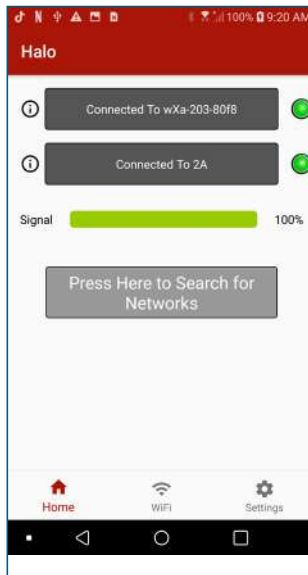 100% 9:20 AM
Halo
Connected To wXa-203-80f8
Connected To 2A
Signal 100%
Press Here to Search for
Networks
Home WiFi Settings